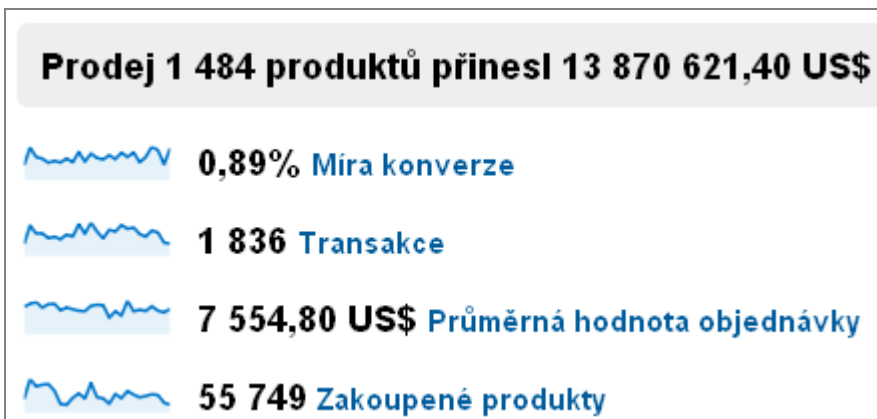 Prodej 1 484 produktů přinesl 13 870 621,40 US$
0,89% Míra konverze
1 836 Transakce
7 554,80 US$ Průměrná hodnota objednávky
55 749 Zakoupené produkty